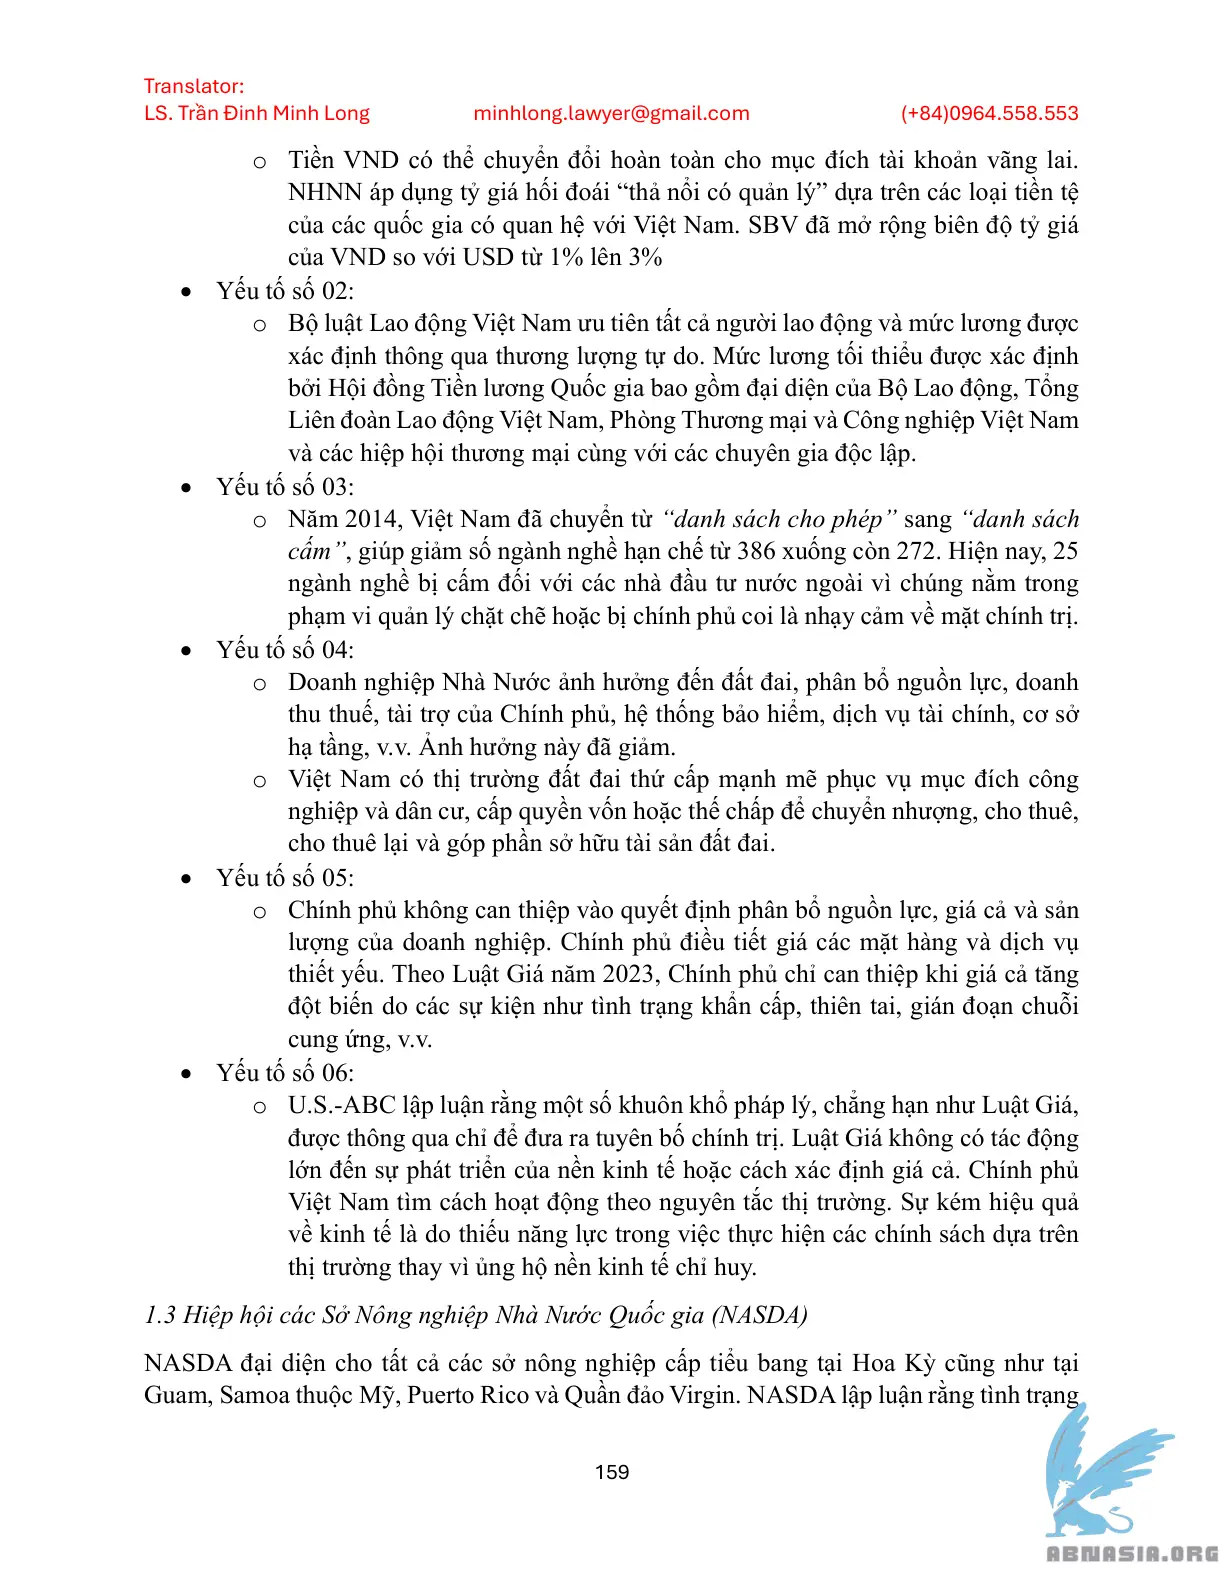 Translator:
LS. Trần Đinh Minh Long minhlong.lawyer@gmail.com (+84)0964.558.553
o Tiền VND có thể chuyển đổi hoàn toàn cho mục đích tài khoản vãng lai.
NHNN áp dụng tỷ giá hối đoái “thả nổi có quản lý” dựa trên các loại tiền tệ
của các quốc gia có quan hệ với Việt Nam. SBV đã mở rộng biên độ tỷ giá
của VND so với USD từ 1% lên 3%
• Yếu tố số 02:
o Bộ luật Lao động Việt Nam ưu tiên tất cả người lao động và mức lương được
xác định thông qua thương lượng tự do. Mức lương tối thiểu được xác định
bởi Hội đồng Tiền lương Quốc gia bao gồm đại diện của Bộ Lao động, Tổng
Liên đoàn Lao động Việt Nam, Phòng Thương mại và Công nghiệp Việt Nam
và các hiệp hội thương mại cùng với các chuyên gia độc lập.
• Yếu tố số 03:
o Năm 2014, Việt Nam đã chuyển từ “danh sách cho phép” sang “danh sách
cấm”, giúp giảm số ngành nghề hạn chế từ 386 xuống còn 272. Hiện nay, 25
ngành nghề bị cấm đối với các nhà đầu tư nước ngoài vì chúng nằm trong
phạm vi quản lý chặt chẽ hoặc bị chính phủ coi là nhạy cảm về mặt chính trị.
• Yếu tố số 04:
o Doanh nghiệp Nhà Nước ảnh hưởng đến đất đai, phân bổ nguồn lực, doanh
thu thuế, tài trợ của Chính phủ, hệ thống bảo hiểm, dịch vụ tài chính, cơ sở
hạ tầng, v.v. Ảnh hưởng này đã giảm.
o Việt Nam có thị trường đất đai thứ cấp mạnh mẽ phục vụ mục đích công
nghiệp và dân cư, cấp quyền vốn hoặc thế chấp để chuyển nhượng, cho thuê,
cho thuê lại và góp phần sở hữu tài sản đất đai.
• Yếu tố số 05:
o Chính phủ không can thiệp vào quyết định phân bổ nguồn lực, giá cả và sản
lượng của doanh nghiệp. Chính phủ điều tiết giá các mặt hàng và dịch vụ
thiết yếu. Theo Luật Giá năm 2023, Chính phủ chỉ can thiệp khi giá cả tăng
đột biến do các sự kiện như tình trạng khẩn cấp, thiên tai, gián đoạn chuỗi
cung ứng, v.v.
• Yếu tố số 06:
o U.S.-ABC lập luận rằng một số khuôn khổ pháp lý, chẳng hạn như Luật Giá,
được thông qua chỉ để đưa ra tuyên bố chính trị. Luật Giá không có tác động
lớn đến sự phát triển của nền kinh tế hoặc cách xác định giá cả. Chính phủ
Việt Nam tìm cách hoạt động theo nguyên tắc thị trường. Sự kém hiệu quả
về kinh tế là do thiếu năng lực trong việc thực hiện các chính sách dựa trên
thị trường thay vì ủng hộ nền kinh tế chỉ huy.
1.3 Hiệp hội các Sở Nông nghiệp Nhà Nước Quốc gia (NASDA)
NASDA đại diện cho tất cả các sở nông nghiệp cấp tiểu bang tại Hoa Kỳ cũng như tại
Guam, Samoa thuộc Mỹ, Puerto Rico và Quần đảo Virgin. NASDA lập luận rằng tình trạng
159
ABNASIA.ORG